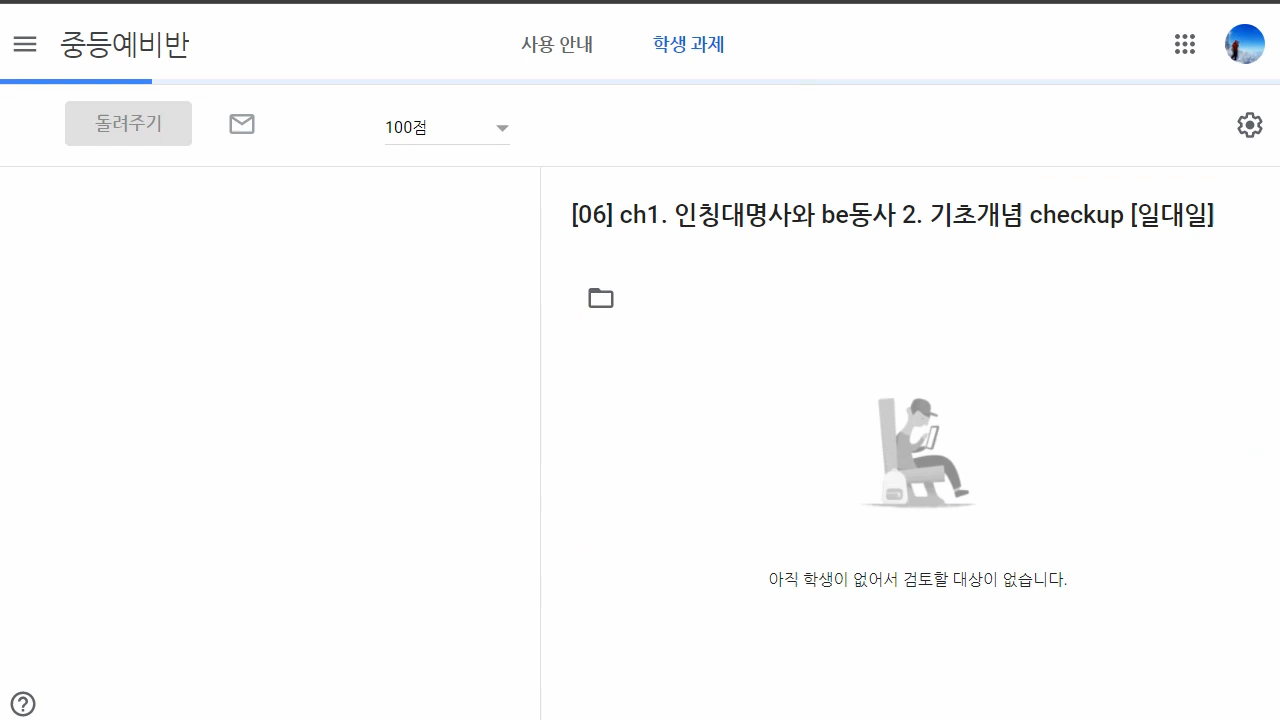 중등예비반
사용 안내
학생 과제
돌려주기
100점
[06] ch1. 인칭대명사와 be동사 2. 기초개념 checkup [일대일]
아직 학생이 없어서 검토할 대상이 없습니다.